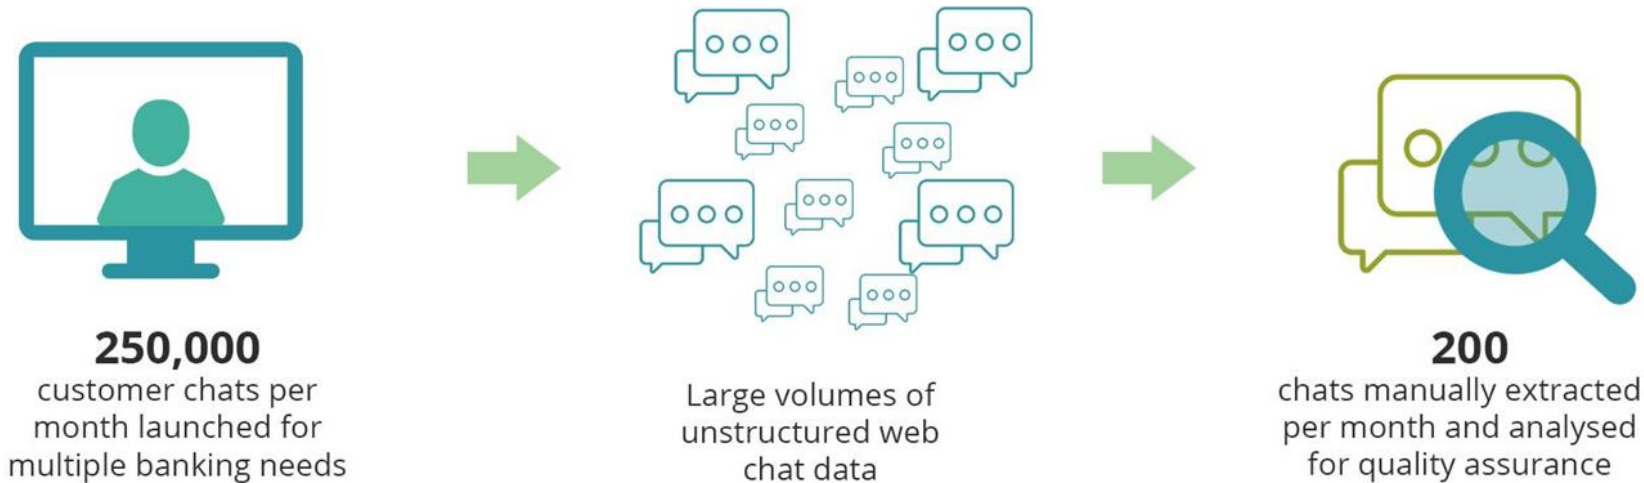 250,000
customer chats per
month launched for
multiple banking needs
Large volumes of
unstructured web
chat data
200
chats manually extracted
per month and analysed
for quality assurance